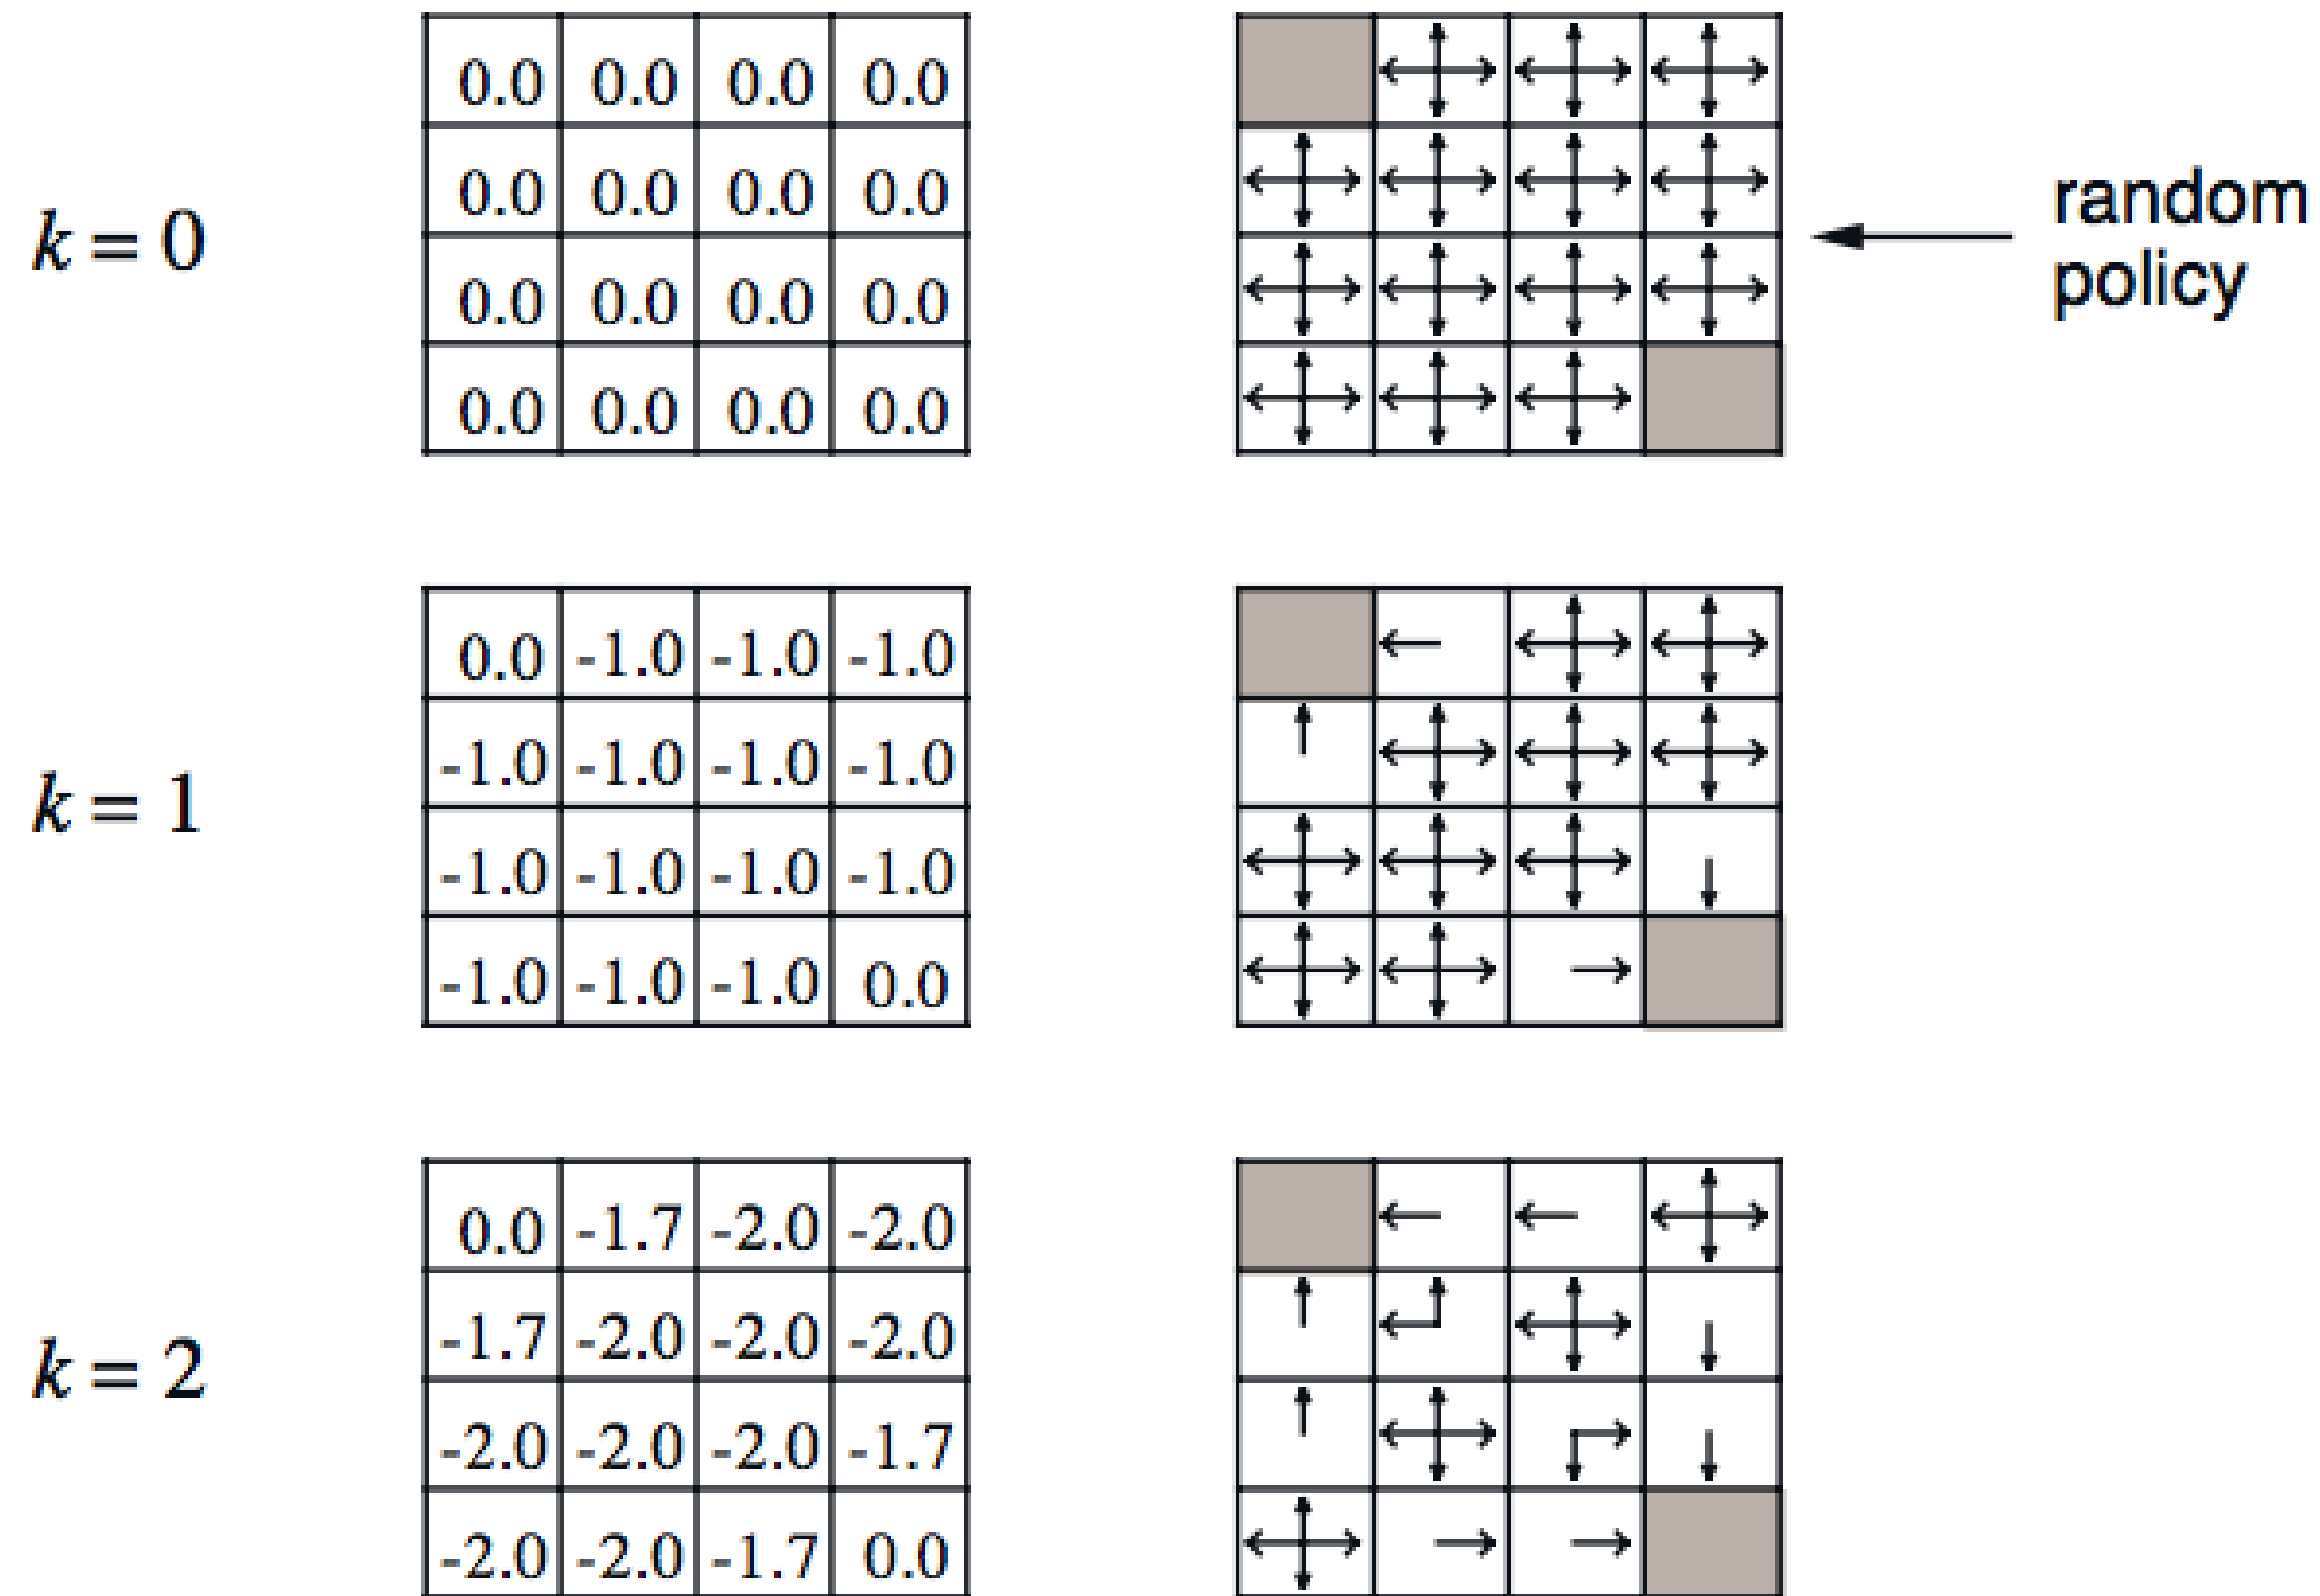 0.0 0.0 0.0 0.0
0.0 0.0 0.0 0.0
k = 0
random
policy
0.0 0.0 0.0 0.0
0.0 0.0 0.0 0.0
0.0 -1.0 -1.0 -1.0
-1.0 -1.0 -1.0 -1.0
k = 1
-1.0 -1.0 -1.0 -1.0
-1.0 -1.0 -1.0 0.0
0.0 -1.7 -2.0 -2.0
-1.7 -2.0 -2.0 -2.0
k = 2
-2.0 -2.0 -2.0 -1.7
-2.0 -2.0 -1.7 0.0